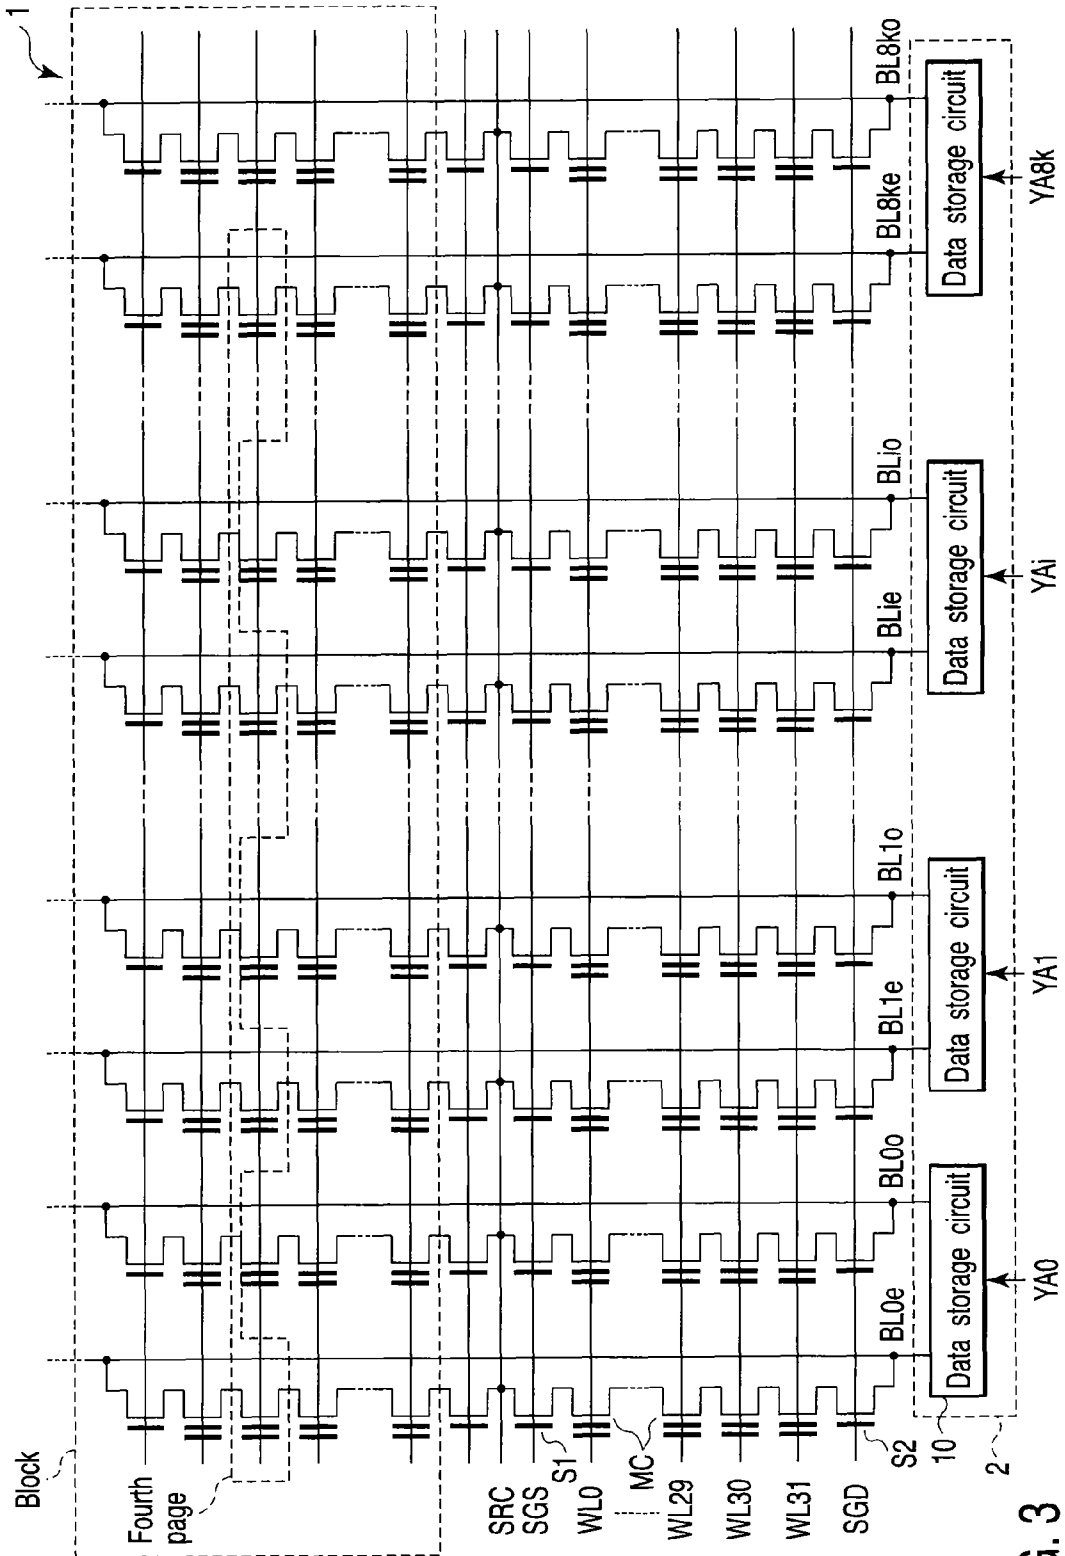 1
Block
Fourth
page
SRC
SGS
S1
WL0
MC
WL29
WL30
WL31
SGD
S2
10
2
BL0e
BL0o
BL1e
BL1o
BLie
BLio
BL8ke
BL8ko
Data storage circuit
Data storage circuit
Data storage circuit
Data storage circuit
YA0
YA1
YAi
YA8k
G. 3